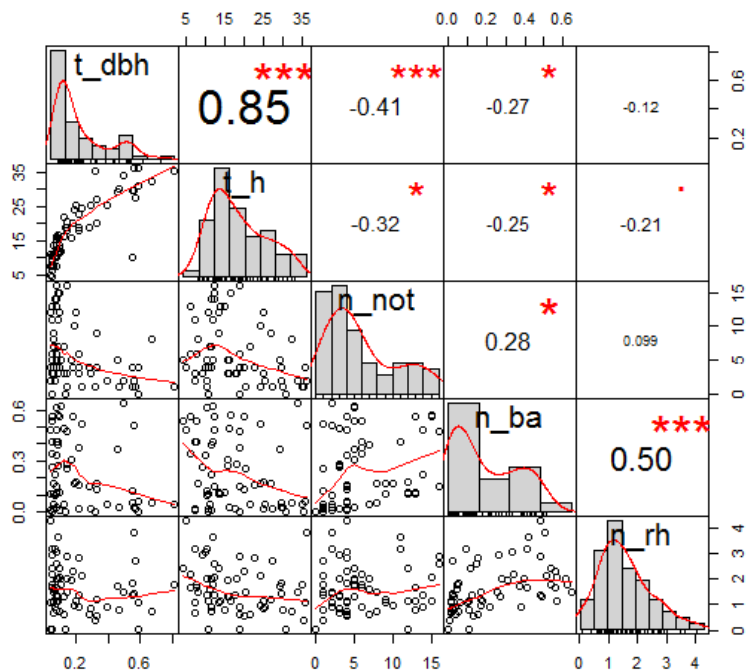 5 15 25 35 0.0 0.2 0.4 0.6
t_dbh *** *** *
0.85 -0.41 -0.27 -0.12
0.2 0.6
5 15 25 35
t_h * * .
-0.32 -0.25 -0.21
n_not *
0.28 0.099
0 5 10 15
0.0 0.3 0.6
n_ba ***
0.50
n_rh
0 1 2 3 4
0.2 0.6 0 5 10 15 0 1 2 3 4